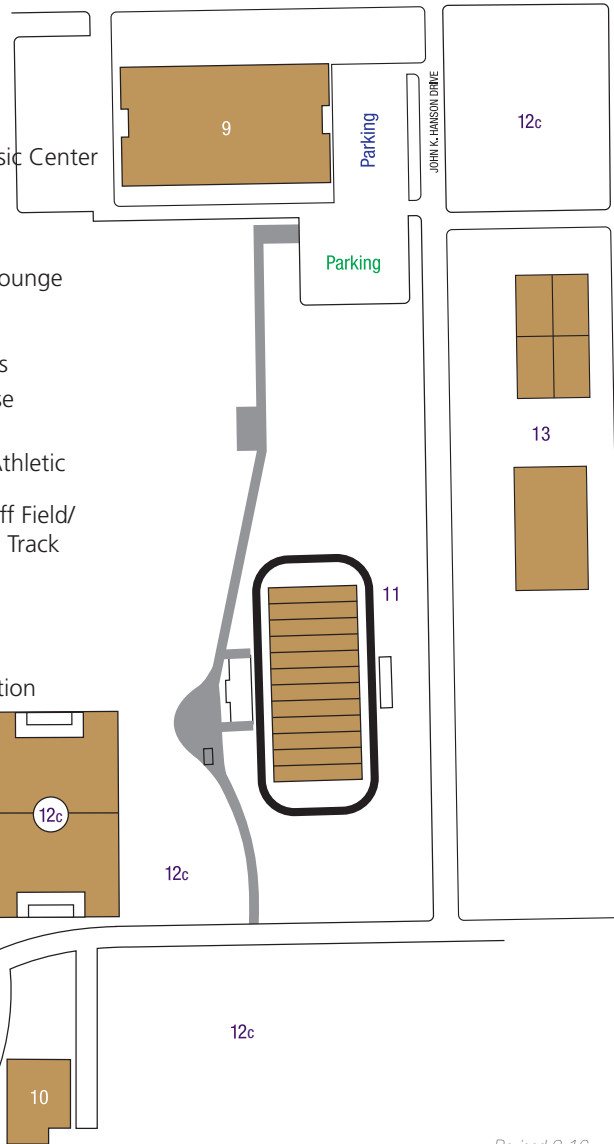 9
Parking
JOHN K. HANSON DRIVE
12c
sic Center
Parking
ounge
s
se
13
Athletic
ff Field/
Track
11
tion
12c
12c
12c
10